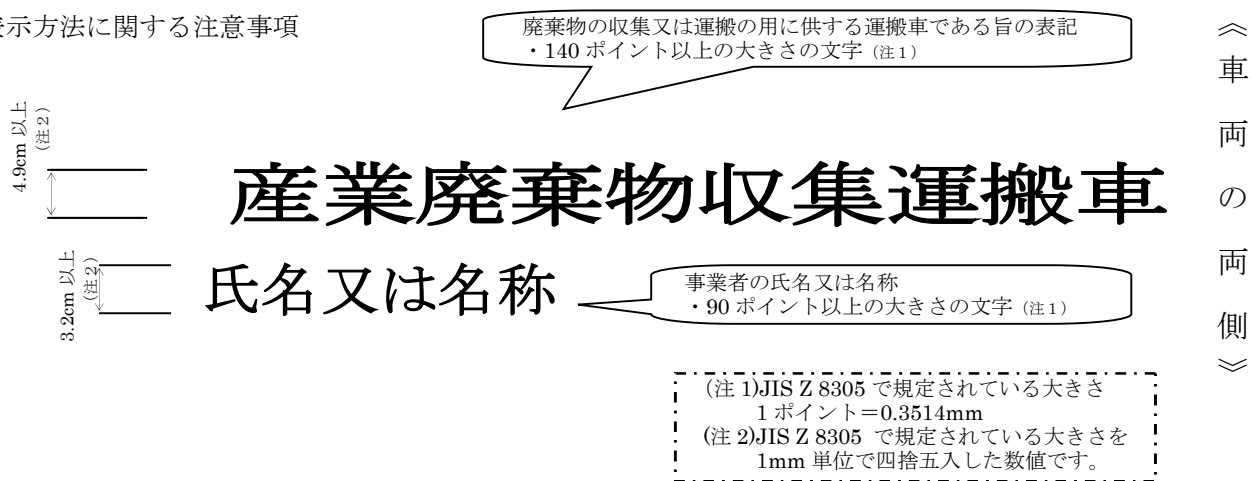 表示方法に関する注意事項
廃棄物の収集又は運搬の用に供する運搬車である旨の表記
・140 ポイント以上の大きさの文字（注１）
4.9cm 以上
（注２）
産業廃棄物収集運搬車
3.2cm 以上
（注２）
氏名又は名称
事業者の氏名又は名称
・90 ポイント以上の大きさの文字（注１）
(注 1)JIS Z 8305 で規定されている大きさ
1 ポイント＝0.3514mm
(注 2)JIS Z 8305 で規定されている大きさを
1mm 単位で四捨五入した数値です。
《車両の両側》